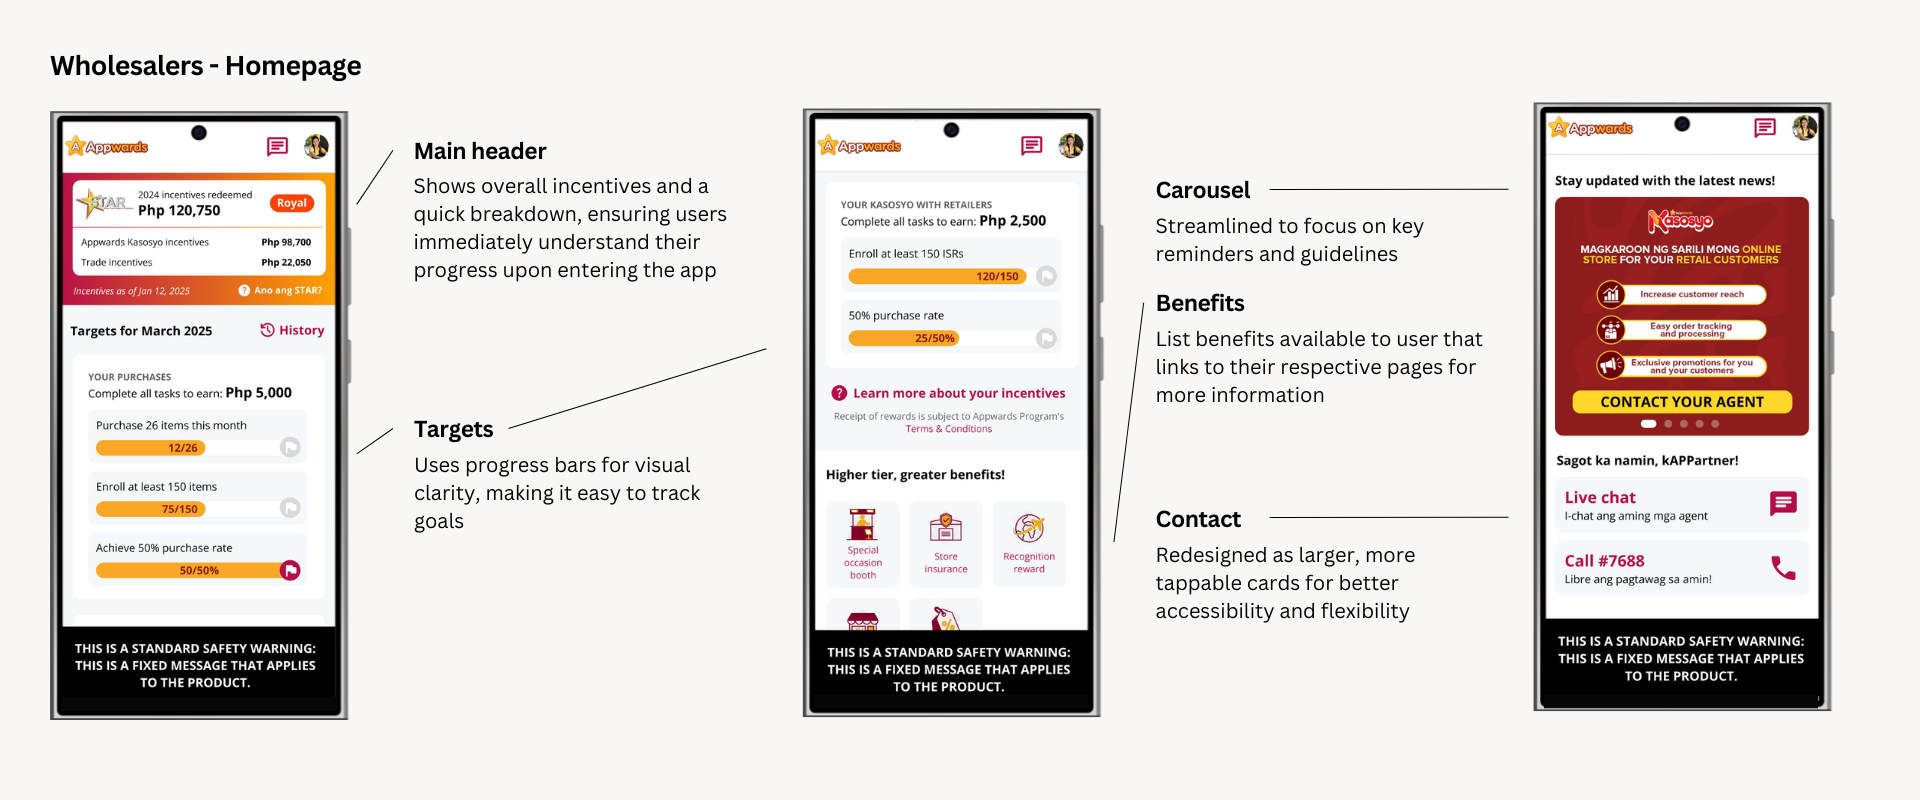 Wholesalers - Homepage
Appwards
STAR
2024 incentives redeemed
Php 120,750
Royal
Appwards Kasosyo incentives
Php 98,700
Trade incentives
Php 22,050
Incentives as of Jan 12, 2025
? Ano ang STAR?
Targets for March 2025
History
YOUR PURCHASES
Complete all tasks to earn: Php 5,000
Purchase 26 items this month
12/26
Enroll at least 150 items
75/150
Achieve 50% purchase rate
50/50%
THIS IS A STANDARD SAFETY WARNING:
THIS IS A FIXED MESSAGE THAT APPLIES
TO THE PRODUCT.
Main header
Shows overall incentives and a
quick breakdown, ensuring users
immediately understand their
progress upon entering the app
Targets
Uses progress bars for visual
clarity, making it easy to track
goals
Appwards
YOUR KASOSYO WITH RETAILERS
Complete all tasks to earn: Php 2,500
Enroll at least 150 ISRs
120/150
50% purchase rate
25/50%
? Learn more about your incentives
Receipt of rewards is subject to Appwards Program's
Terms & Conditions
Higher tier, greater benefits!
Special
occasion
booth
Store
insurance
Recognition
reward
THIS IS A STANDARD SAFETY WARNING:
THIS IS A FIXED MESSAGE THAT APPLIES
TO THE PRODUCT.
Carousel
Streamlined to focus on key
reminders and guidelines
Benefits
List benefits available to user that
links to their respective pages for
more information
Contact
Redesigned as larger, more
tappable cards for better
accessibility and flexibility
Appwards
Stay updated with the latest news!
Kasosyo
MAGKAROON NG SARILI MONG ONLINE
STORE FOR YOUR RETAIL CUSTOMERS
Increase customer reach
Easy order tracking
and processing
Exclusive promotions for you
and your customers
CONTACT YOUR AGENT
Sagot ka namin, kAPPartner!
Live chat
I-chat ang aming mga agent
Call #7688
Libre ang pagtawag sa amin!
THIS IS A STANDARD SAFETY WARNING:
THIS IS A FIXED MESSAGE THAT APPLIES
TO THE PRODUCT.